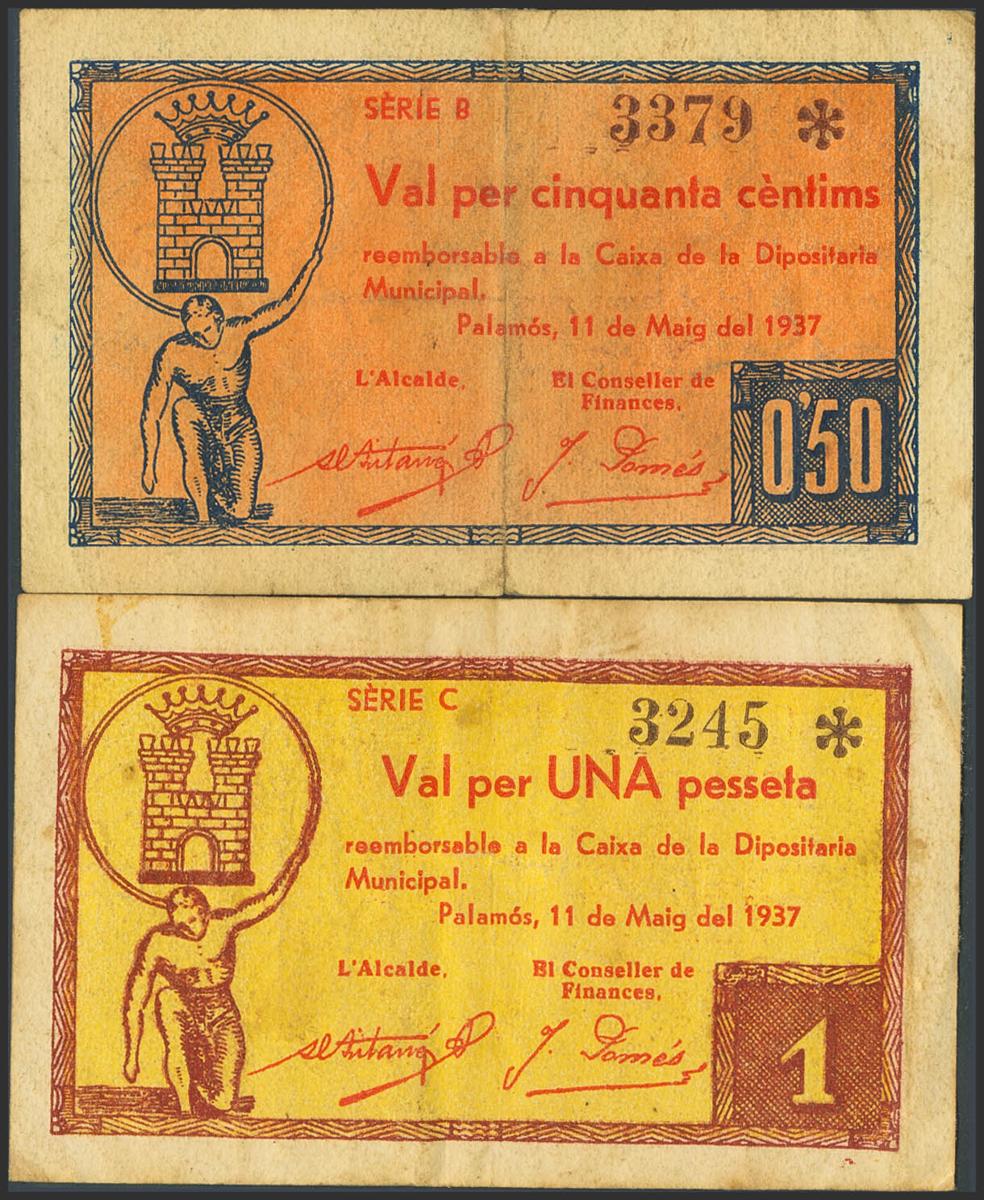 SÈRIE B 3379 *
Val per cinquanta cèntims
reemborsable a la Caixa de la Dipositaria
Municipal.
Palamós, 11 de Maig del 1937
L'Alcalde, El Conseller de
Finances,
J. Tomés
0'50
SÈRIE C 3245 *
Val per UNA pesseta
reemborsable a la Caixa de la Dipositaria
Municipal.
Palamós, 11 de Maig del 1937
L'Alcalde, El Conseller de
Finances,
J. Tomés
1